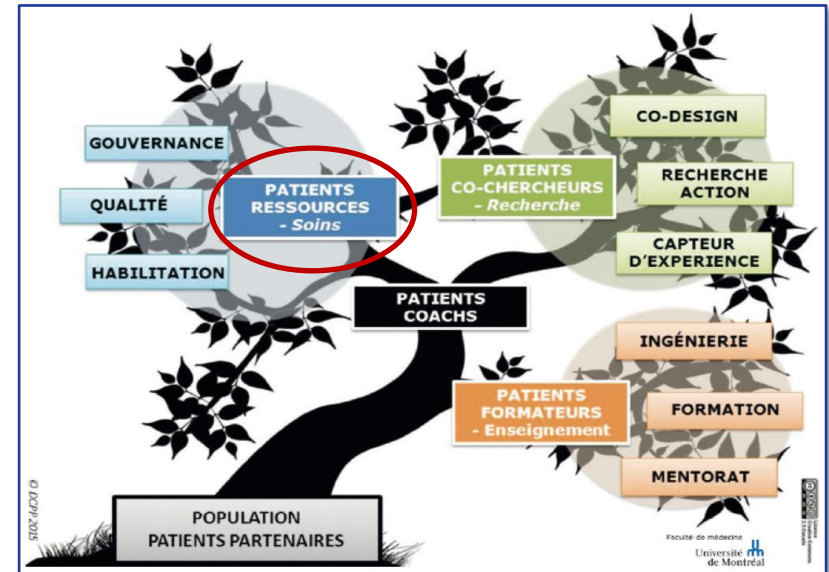 GOUVERNANCE
QUALITÉ
HABILITATION
PATIENTS
RESSOURCES
- Soins
PATIENTS
CO-CHERCHEURS
- Recherche
CO-DESIGN
RECHERCHE
ACTION
CAPTEUR
D'EXPERIENCE
PATIENTS
COACHS
PATIENTS
FORMATEURS
- Enseignement
INGÉNIERIE
FORMATION
MENTORAT
POPULATION
PATIENTS PARTENAIRES
© DCPP 2015
Faculté de médecine
Université
de Montréal